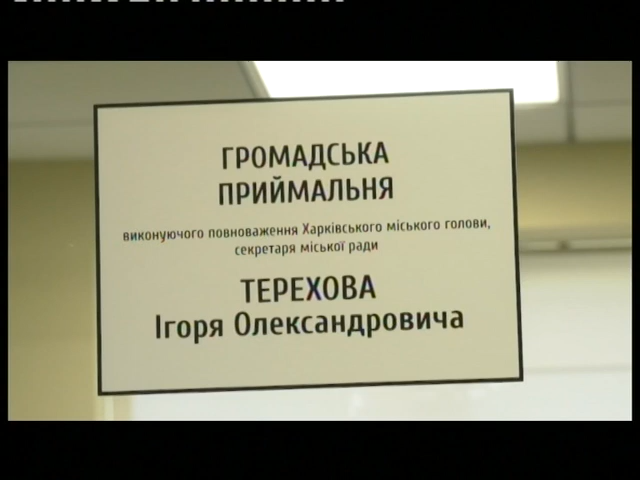 ГРОМАДСЬКА
ПРИЙМАЛЬНЯ
виконуючого повноваження Харківського міського голови,
секретаря міської ради
ТЕРЕХОВА
Ігоря Олександровича